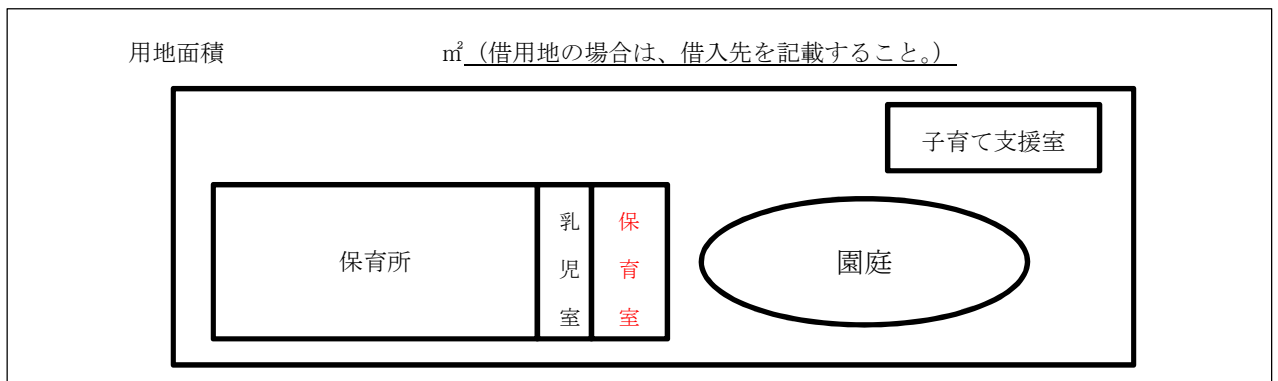 用地面積 ㎡（借用地の場合は、借入先を記載すること。）
子育て支援室
保育所
乳児室
保育室
園庭